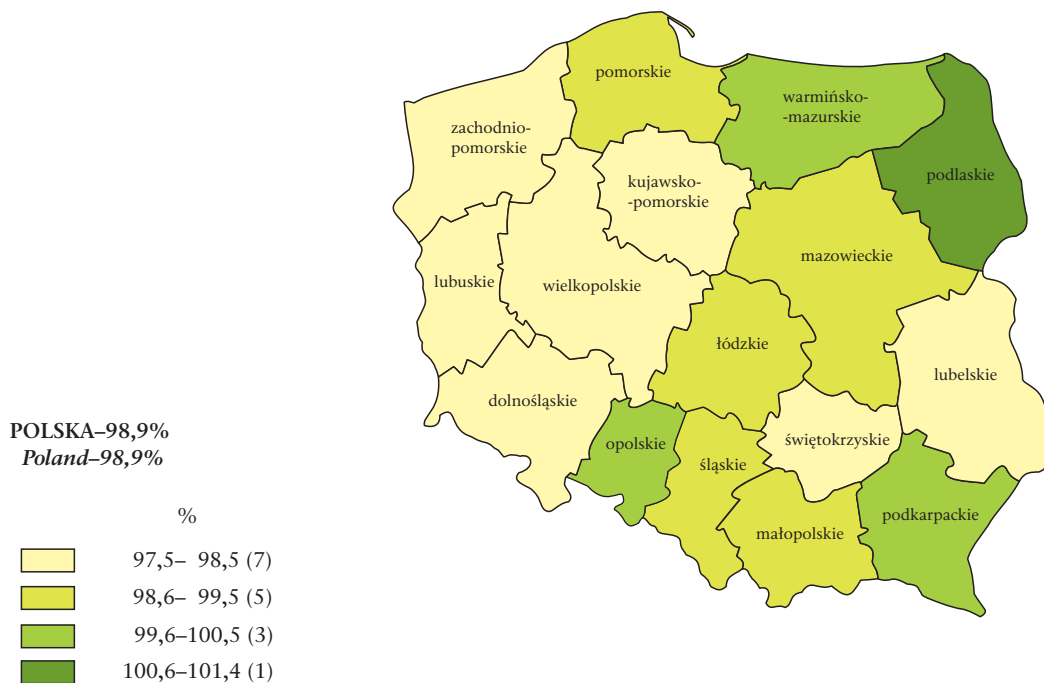 pomorskie
warmińsko-
-mazurskie
zachodnio-
pomorskie
podlaskie
kujawsko-
-pomorskie
mazowieckie
lubuskie
wielkopolskie
łódzkie
lubelskie
dolnośląskie
świętokrzyskie
opolskie
śląskie
podkarpackie
małopolskie
POLSKA–98,9%
Poland–98,9%
%
97,5– 98,5 (7)
98,6– 99,5 (5)
99,6–100,5 (3)
100,6–101,4 (1)